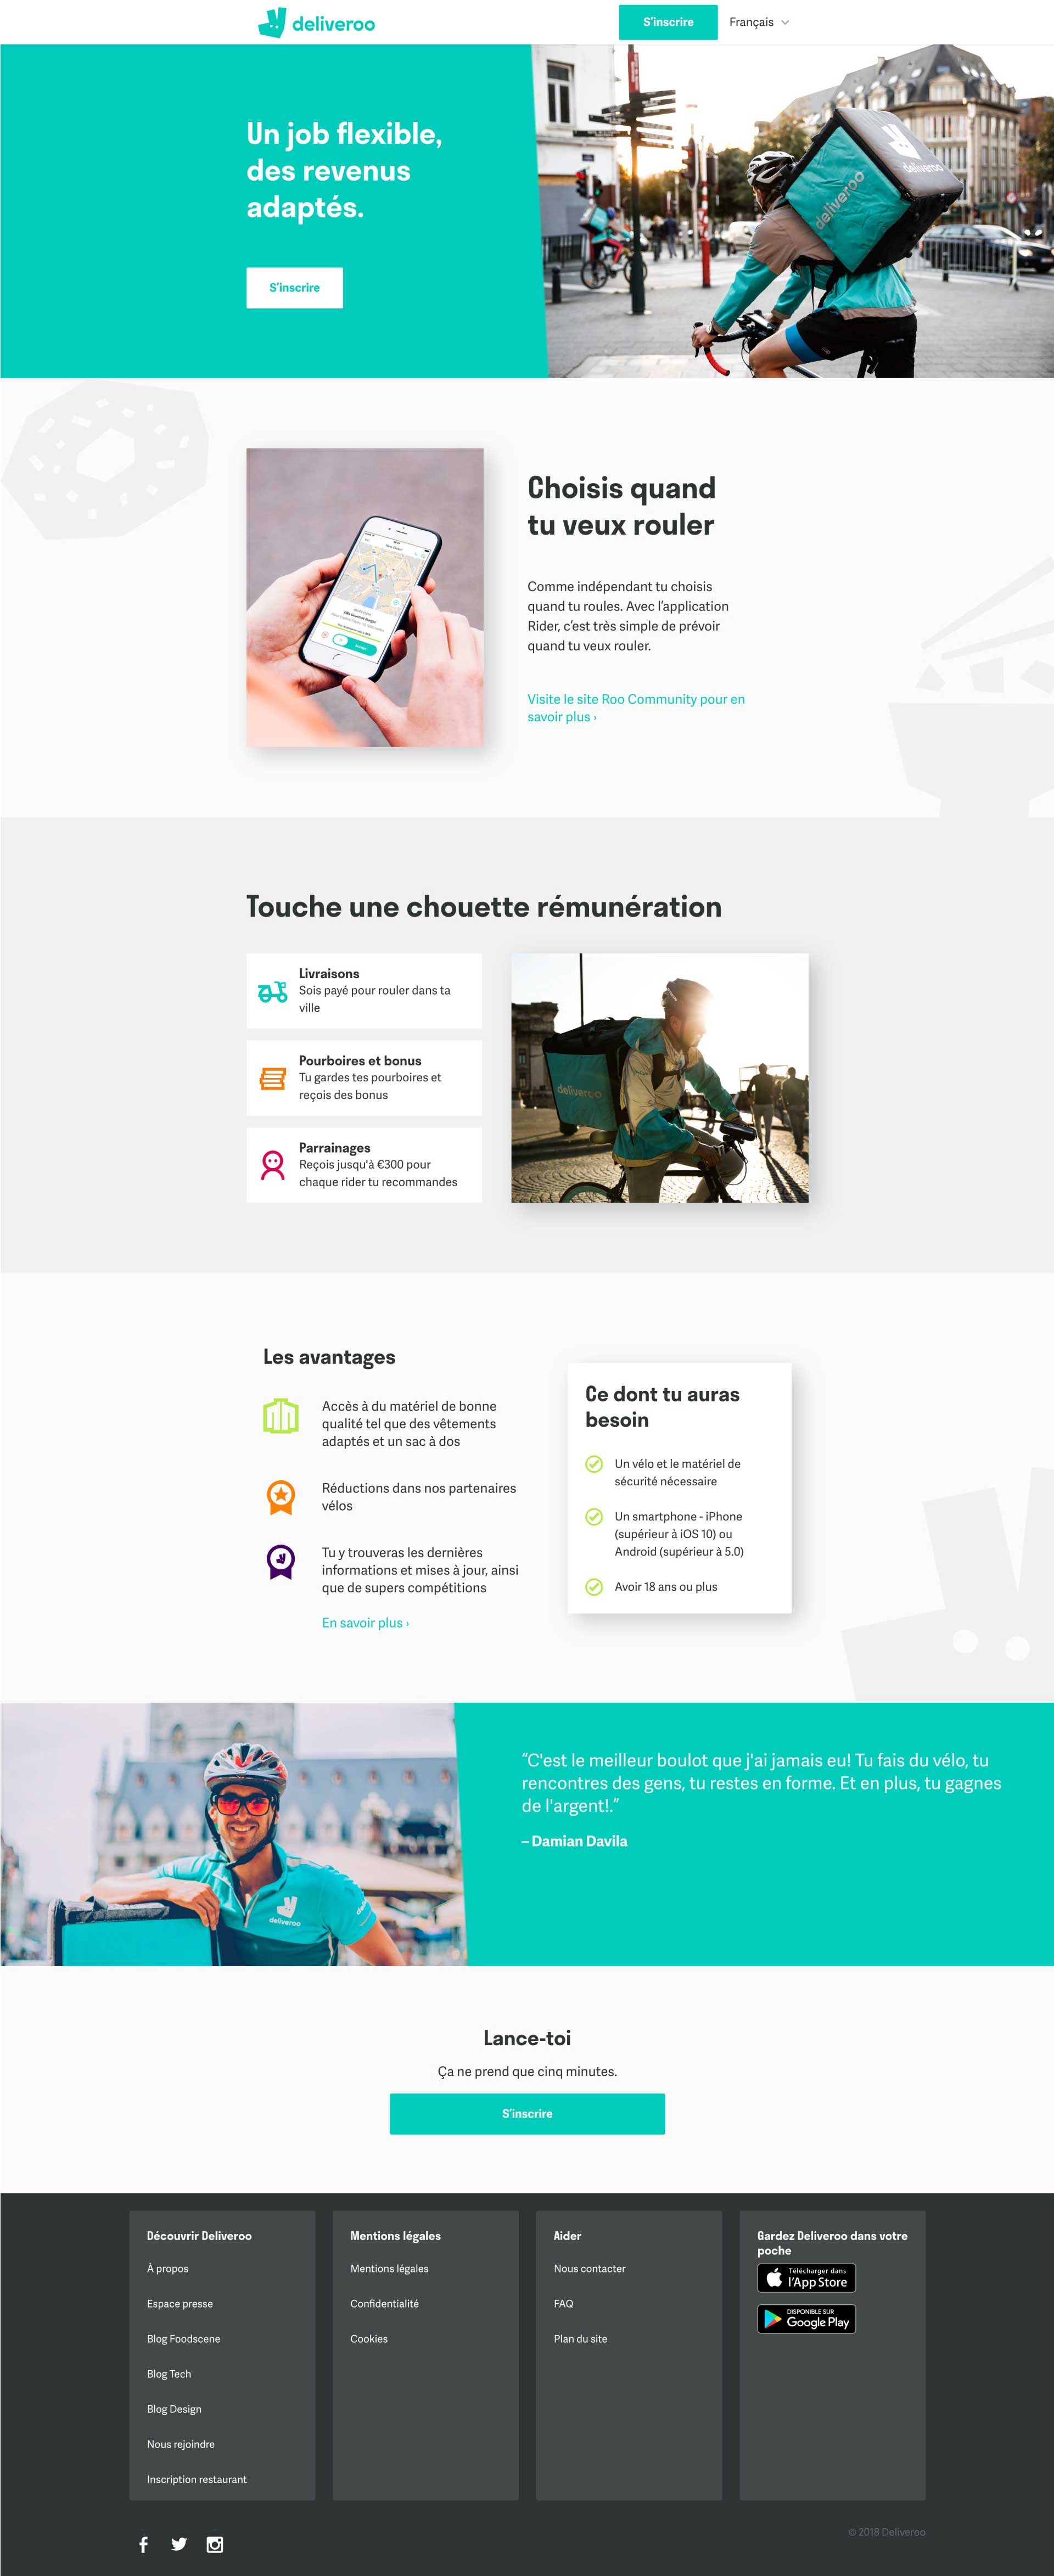 deliveroo
S'inscrire
Français
Un job flexible,
des revenus
adaptés.
S'inscrire
deliveroo
deliveroo
Choisis quand
tu veux rouler
Comme indépendant tu choisis
quand tu roules. Avec l'application
Rider, c'est très simple de prévoir
quand tu veux rouler.
Visite le site Roo Community pour en
savoir plus ›
Touche une chouette rémunération
Livraisons
Sois payé pour rouler dans ta
ville
Pourboires et bonus
Tu gardes tes pourboires et
reçois des bonus
Parrainages
Reçois jusqu'à €300 pour
chaque rider tu recommandes
deliveroo
Les avantages
Accès à du matériel de bonne
qualité tel que des vêtements
adaptés et un sac à dos
Réductions dans nos partenaires
vélos
Tu y trouveras les dernières
informations et mises à jour, ainsi
que de supers compétitions
En savoir plus ›
Ce dont tu auras
besoin
Un vélo et le matériel de
sécurité nécessaire
Un smartphone - iPhone
(supérieur à iOS 10) ou
Android (supérieur à 5.0)
Avoir 18 ans ou plus
deliveroo
“C'est le meilleur boulot que j'ai jamais eu! Tu fais du vélo, tu
rencontres des gens, tu restes en forme. Et en plus, tu gagnes
de l'argent!.”
– Damian Davila
Lance-toi
Ça ne prend que cinq minutes.
S'inscrire
Découvrir Deliveroo
À propos
Espace presse
Blog Foodscene
Blog Tech
Blog Design
Nous rejoindre
Inscription restaurant
Mentions légales
Mentions légales
Confidentialité
Cookies
Aider
Nous contacter
FAQ
Plan du site
Gardez Deliveroo dans votre
poche
Télécharger dans
l'App Store
DISPONIBLE SUR
Google Play
© 2018 Deliveroo